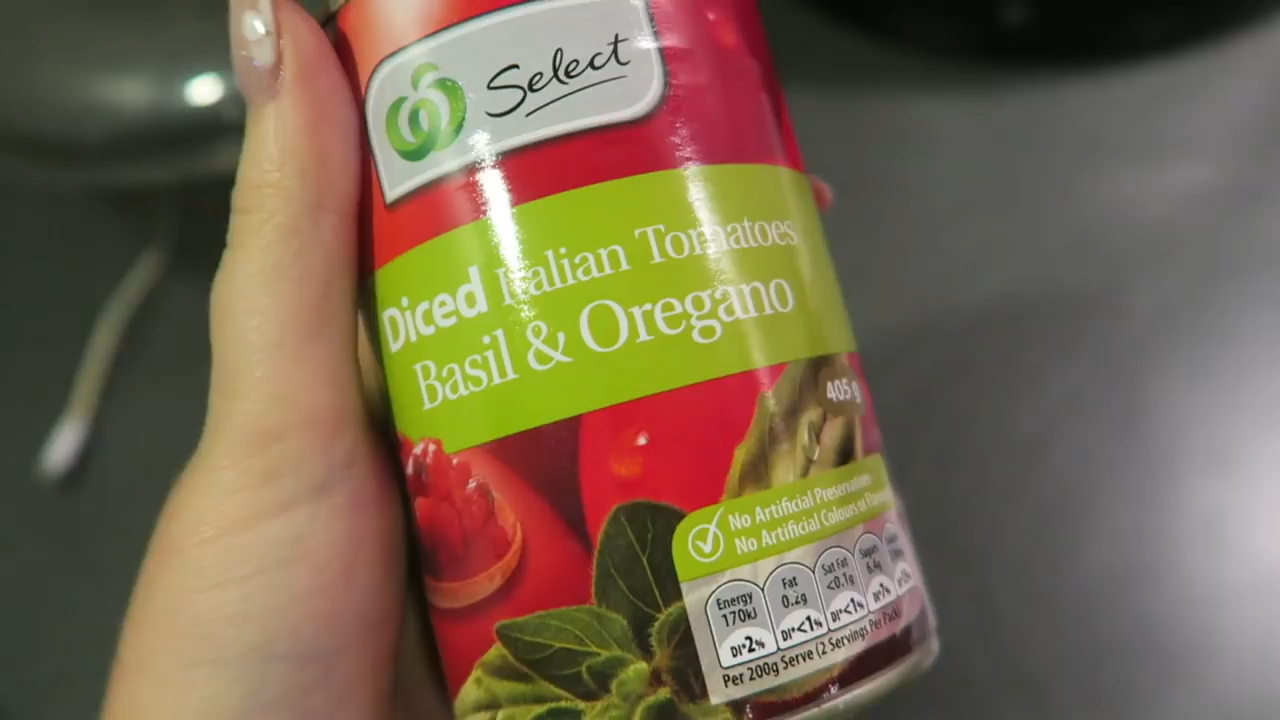 Select
Diced Italian Tomatoes
Basil & Oregano
405 g
No Artificial Preservatives
No Artificial Colours or
Energy
170kJ
DI*2%
Fat
0.2g
DI*<1%
Sat Fat
<0.1g
DI*<1%
Sugars
6.4g
DI*7%
Per 200g Serve (2 Servings Per Pack)